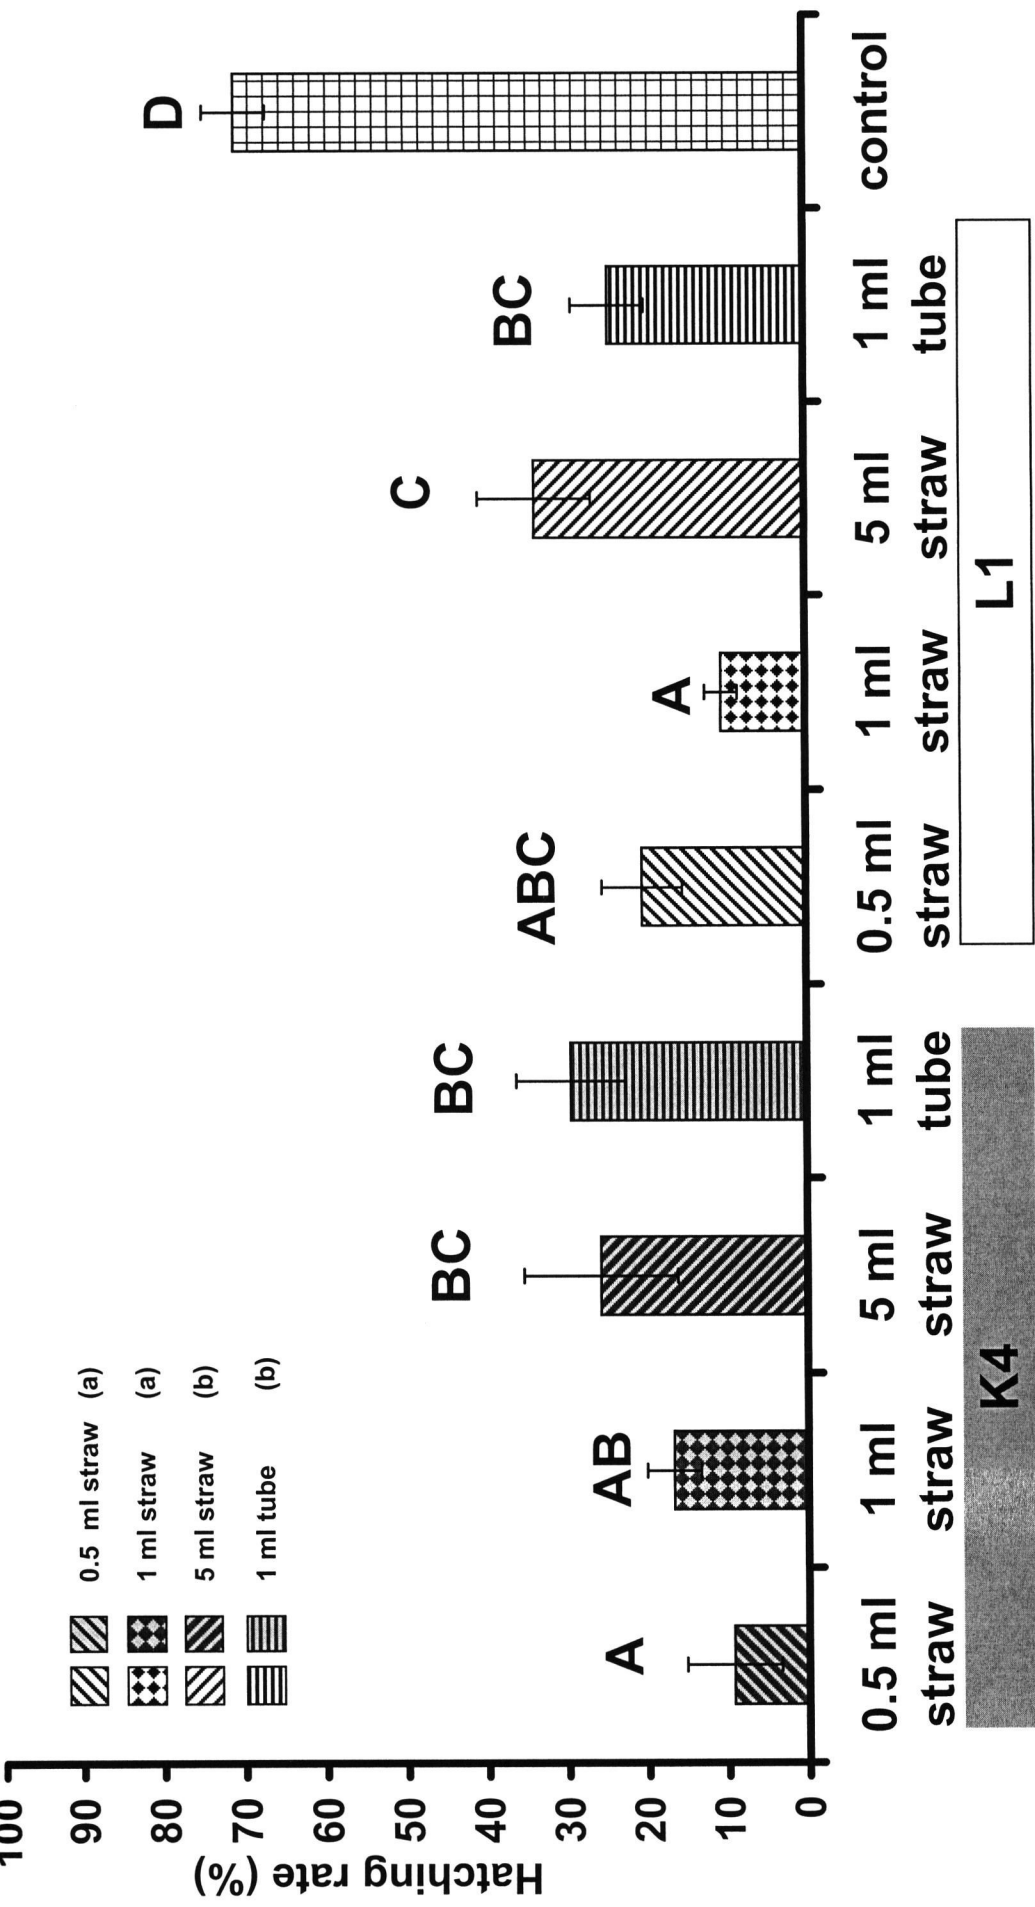 Hatching rate (%)
100
90
80
70
60
50
40
30
20
10
0
0.5 ml straw (a)
1 ml straw (a)
5 ml straw (b)
1 ml tube (b)
A
AB
BC
BC
ABC
A
C
BC
D
0.5 ml
straw
1 ml
straw
5 ml
straw
1 ml
tube
0.5 ml
straw
1 ml
straw
5 ml
straw
1 ml
tube
control
K4
L1